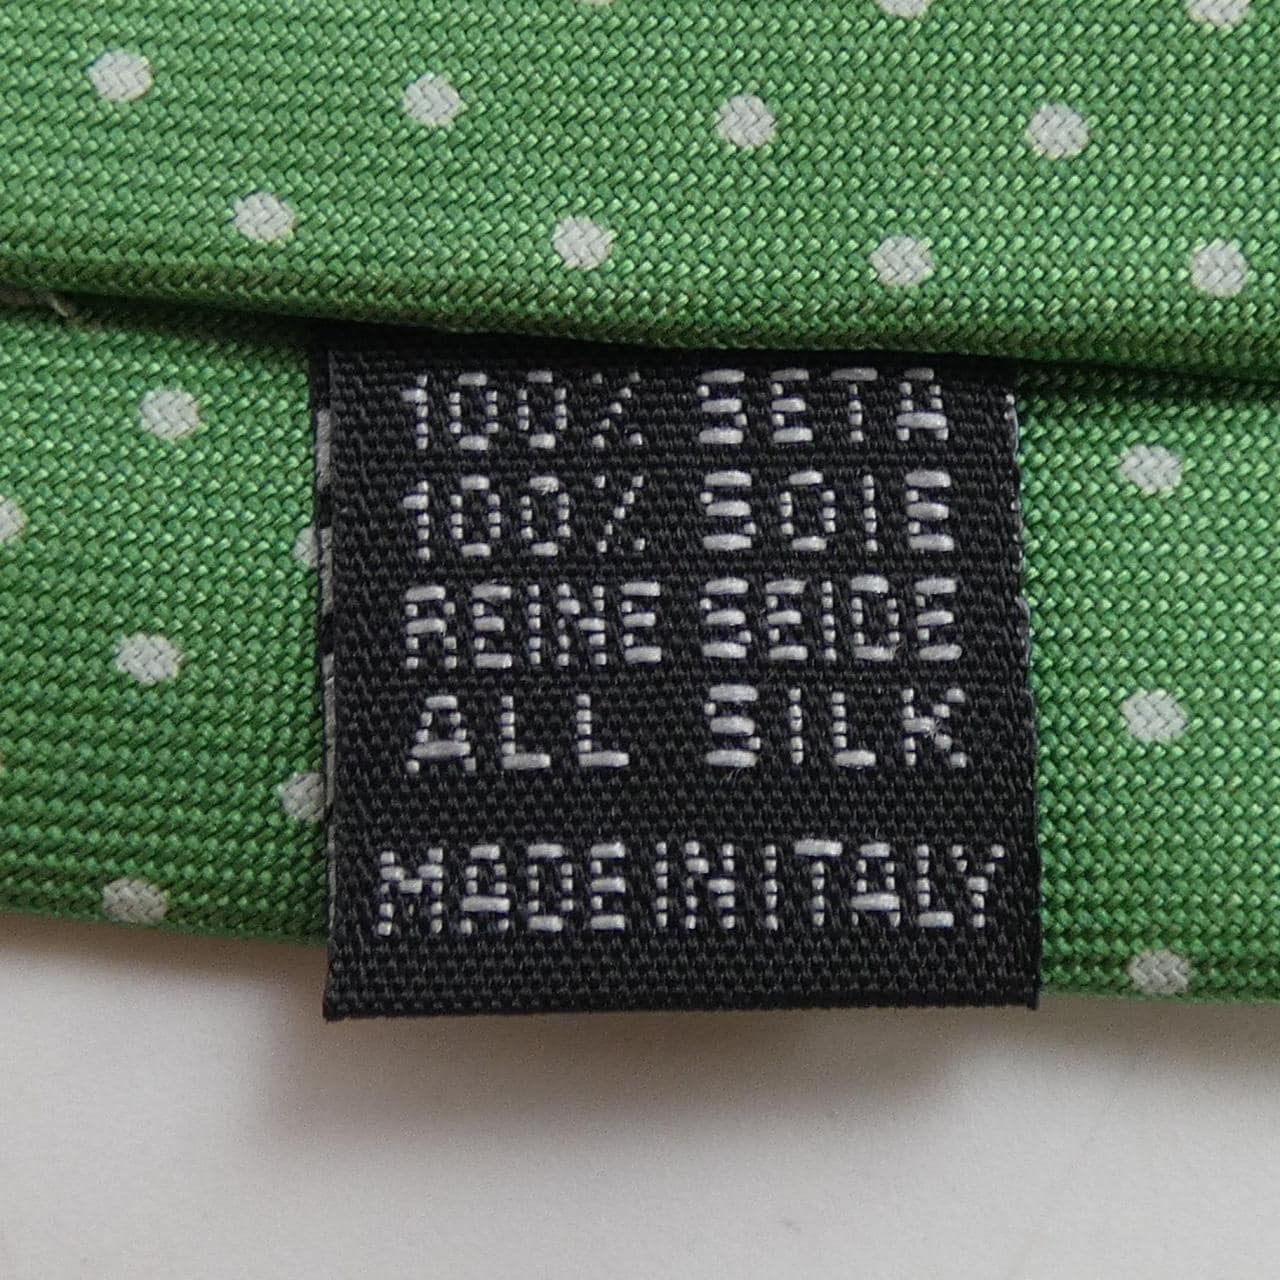 100% SETA
100% SOIE
REINE SEIDE
ALL SILK
MADE IN ITALY